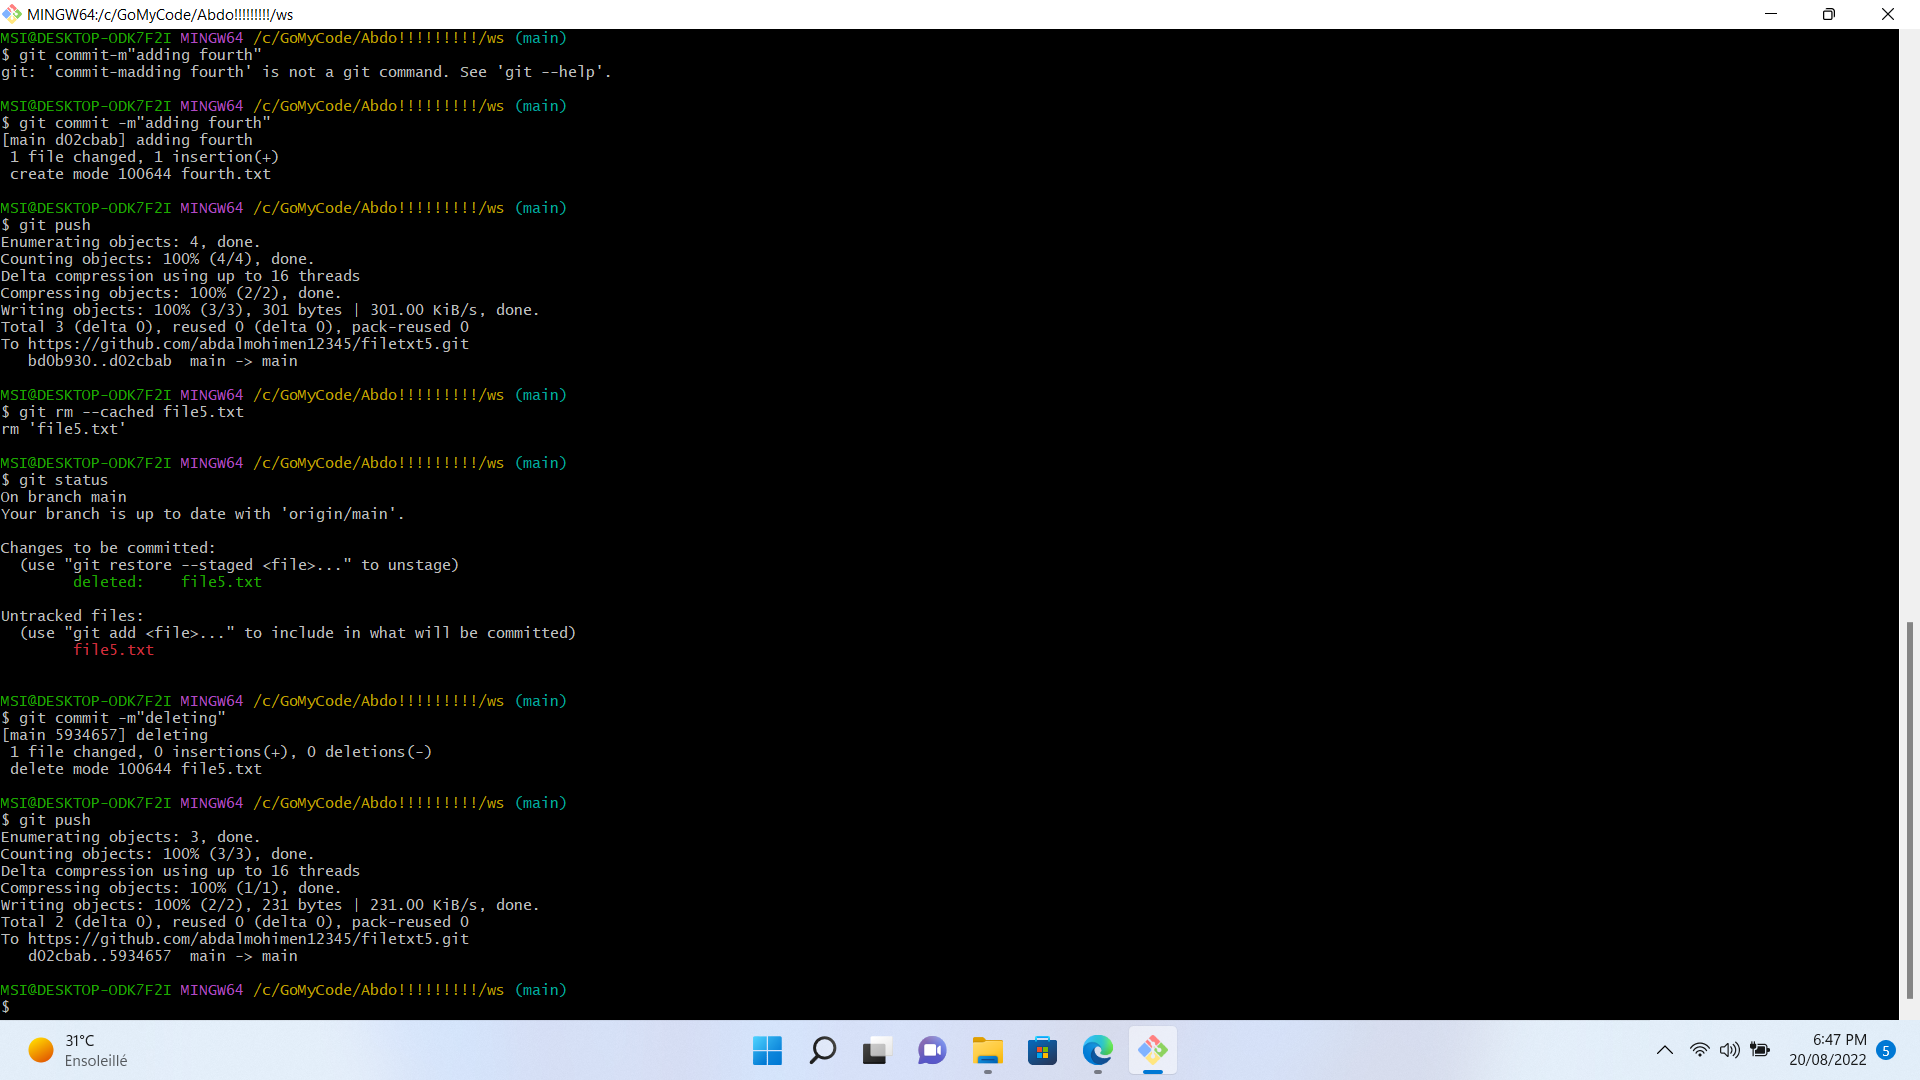 MINGW64:/c/GoMyCode/Abdo!!!!!!!!!/ws
MSI@DESKTOP-ODK7F2I MINGW64 /c/GoMyCode/Abdo!!!!!!!!!/ws (main)
$ git commit-m"adding fourth"
git: 'commit-madding fourth' is not a git command. See 'git --help'.
MSI@DESKTOP-ODK7F2I MINGW64 /c/GoMyCode/Abdo!!!!!!!!!/ws (main)
$ git commit -m"adding fourth"
[main d02cbab] adding fourth
 1 file changed, 1 insertion(+)
 create mode 100644 fourth.txt
MSI@DESKTOP-ODK7F2I MINGW64 /c/GoMyCode/Abdo!!!!!!!!!/ws (main)
$ git push
Enumerating objects: 4, done.
Counting objects: 100% (4/4), done.
Delta compression using up to 16 threads
Compressing objects: 100% (2/2), done.
Writing objects: 100% (3/3), 301 bytes | 301.00 KiB/s, done.
Total 3 (delta 0), reused 0 (delta 0), pack-reused 0
To https://github.com/abdalmohimen12345/filetxt5.git
   bd0b930..d02cbab  main -> main
MSI@DESKTOP-ODK7F2I MINGW64 /c/GoMyCode/Abdo!!!!!!!!!/ws (main)
$ git rm --cached file5.txt
rm 'file5.txt'
MSI@DESKTOP-ODK7F2I MINGW64 /c/GoMyCode/Abdo!!!!!!!!!/ws (main)
$ git status
On branch main
Your branch is up to date with 'origin/main'.
Changes to be committed:
  (use "git restore --staged <file>..." to unstage)
        deleted:    file5.txt
Untracked files:
  (use "git add <file>..." to include in what will be committed)
        file5.txt
MSI@DESKTOP-ODK7F2I MINGW64 /c/GoMyCode/Abdo!!!!!!!!!/ws (main)
$ git commit -m"deleting"
[main 5934657] deleting
 1 file changed, 0 insertions(+), 0 deletions(-)
 delete mode 100644 file5.txt
MSI@DESKTOP-ODK7F2I MINGW64 /c/GoMyCode/Abdo!!!!!!!!!/ws (main)
$ git push
Enumerating objects: 3, done.
Counting objects: 100% (3/3), done.
Delta compression using up to 16 threads
Compressing objects: 100% (1/1), done.
Writing objects: 100% (2/2), 231 bytes | 231.00 KiB/s, done.
Total 2 (delta 0), reused 0 (delta 0), pack-reused 0
To https://github.com/abdalmohimen12345/filetxt5.git
   d02cbab..5934657  main -> main
MSI@DESKTOP-ODK7F2I MINGW64 /c/GoMyCode/Abdo!!!!!!!!!/ws (main)
$
31°C
Ensoleillé
6:47 PM
20/08/2022
5